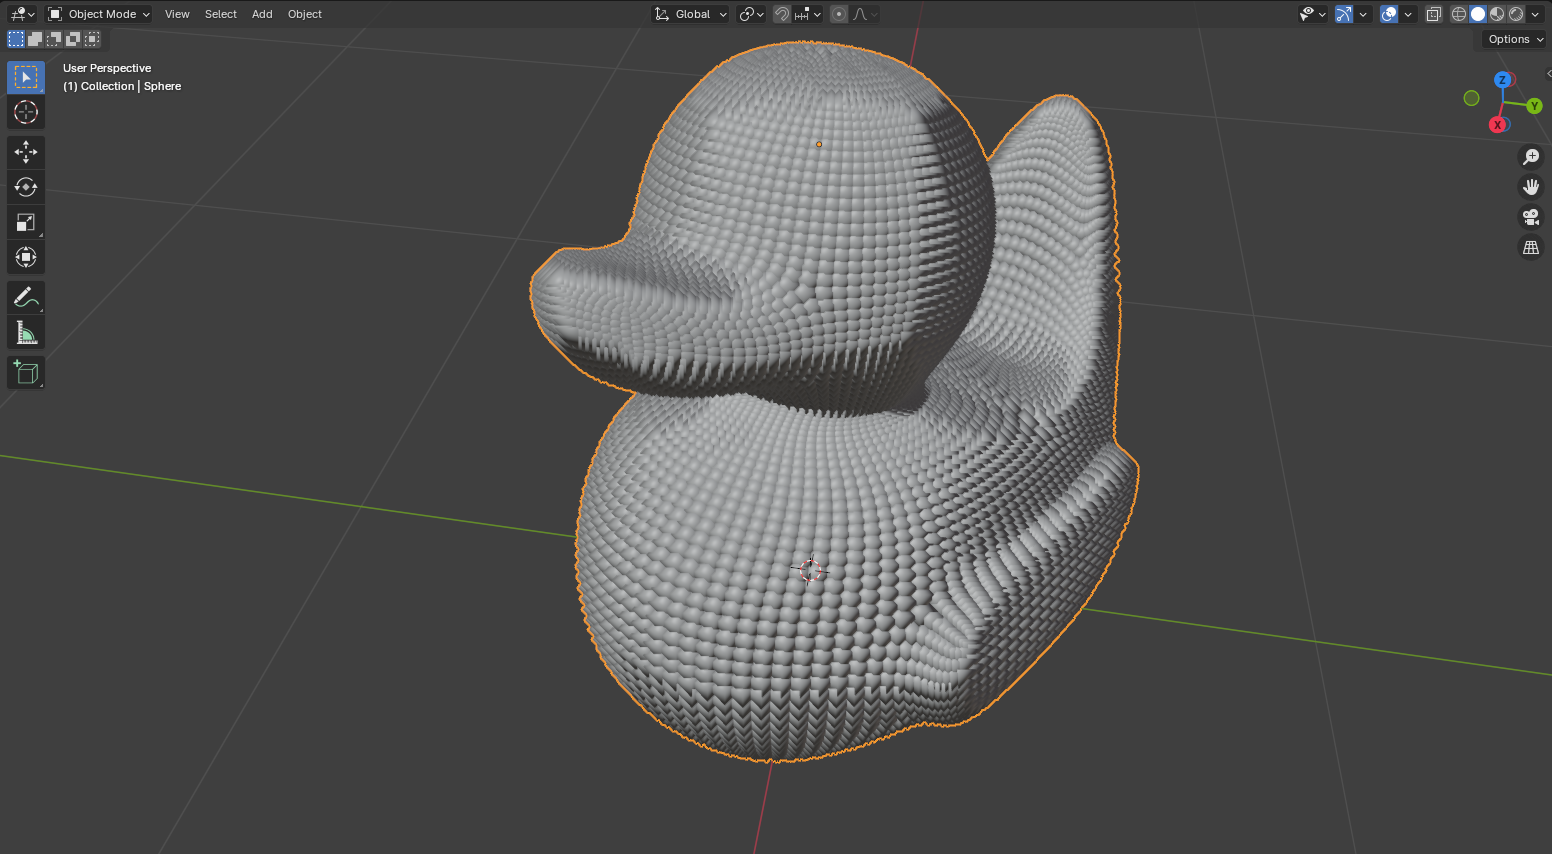 Object Mode View Select Add Object Global
Options
User Perspective
(1) Collection | Sphere
Z
Y
X